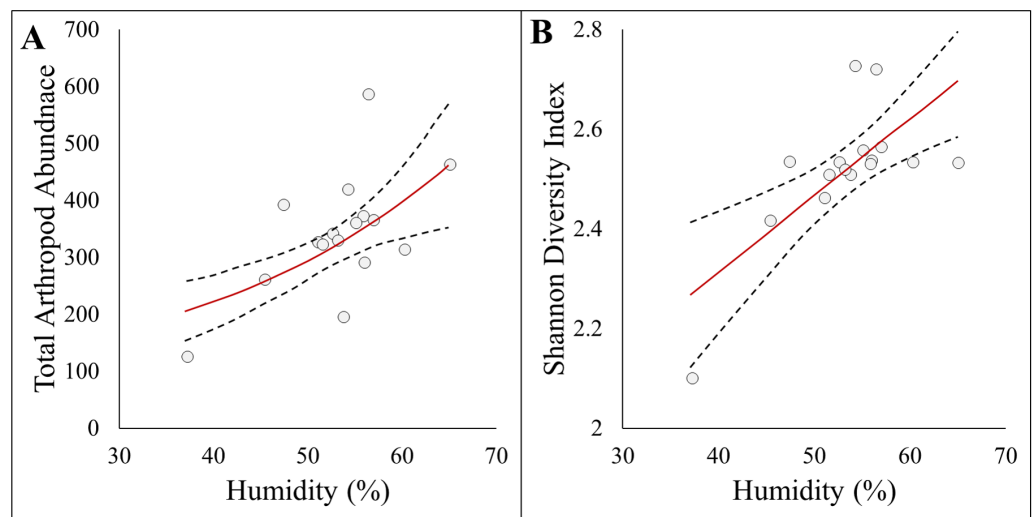 A
Total Arthropod Abundnace
700
600
500
400
300
200
100
0
30 40 50 60 70
Humidity (%)
B
Shannon Diversity Index
2.8
2.6
2.4
2.2
2
30 40 50 60 70
Humidity (%)